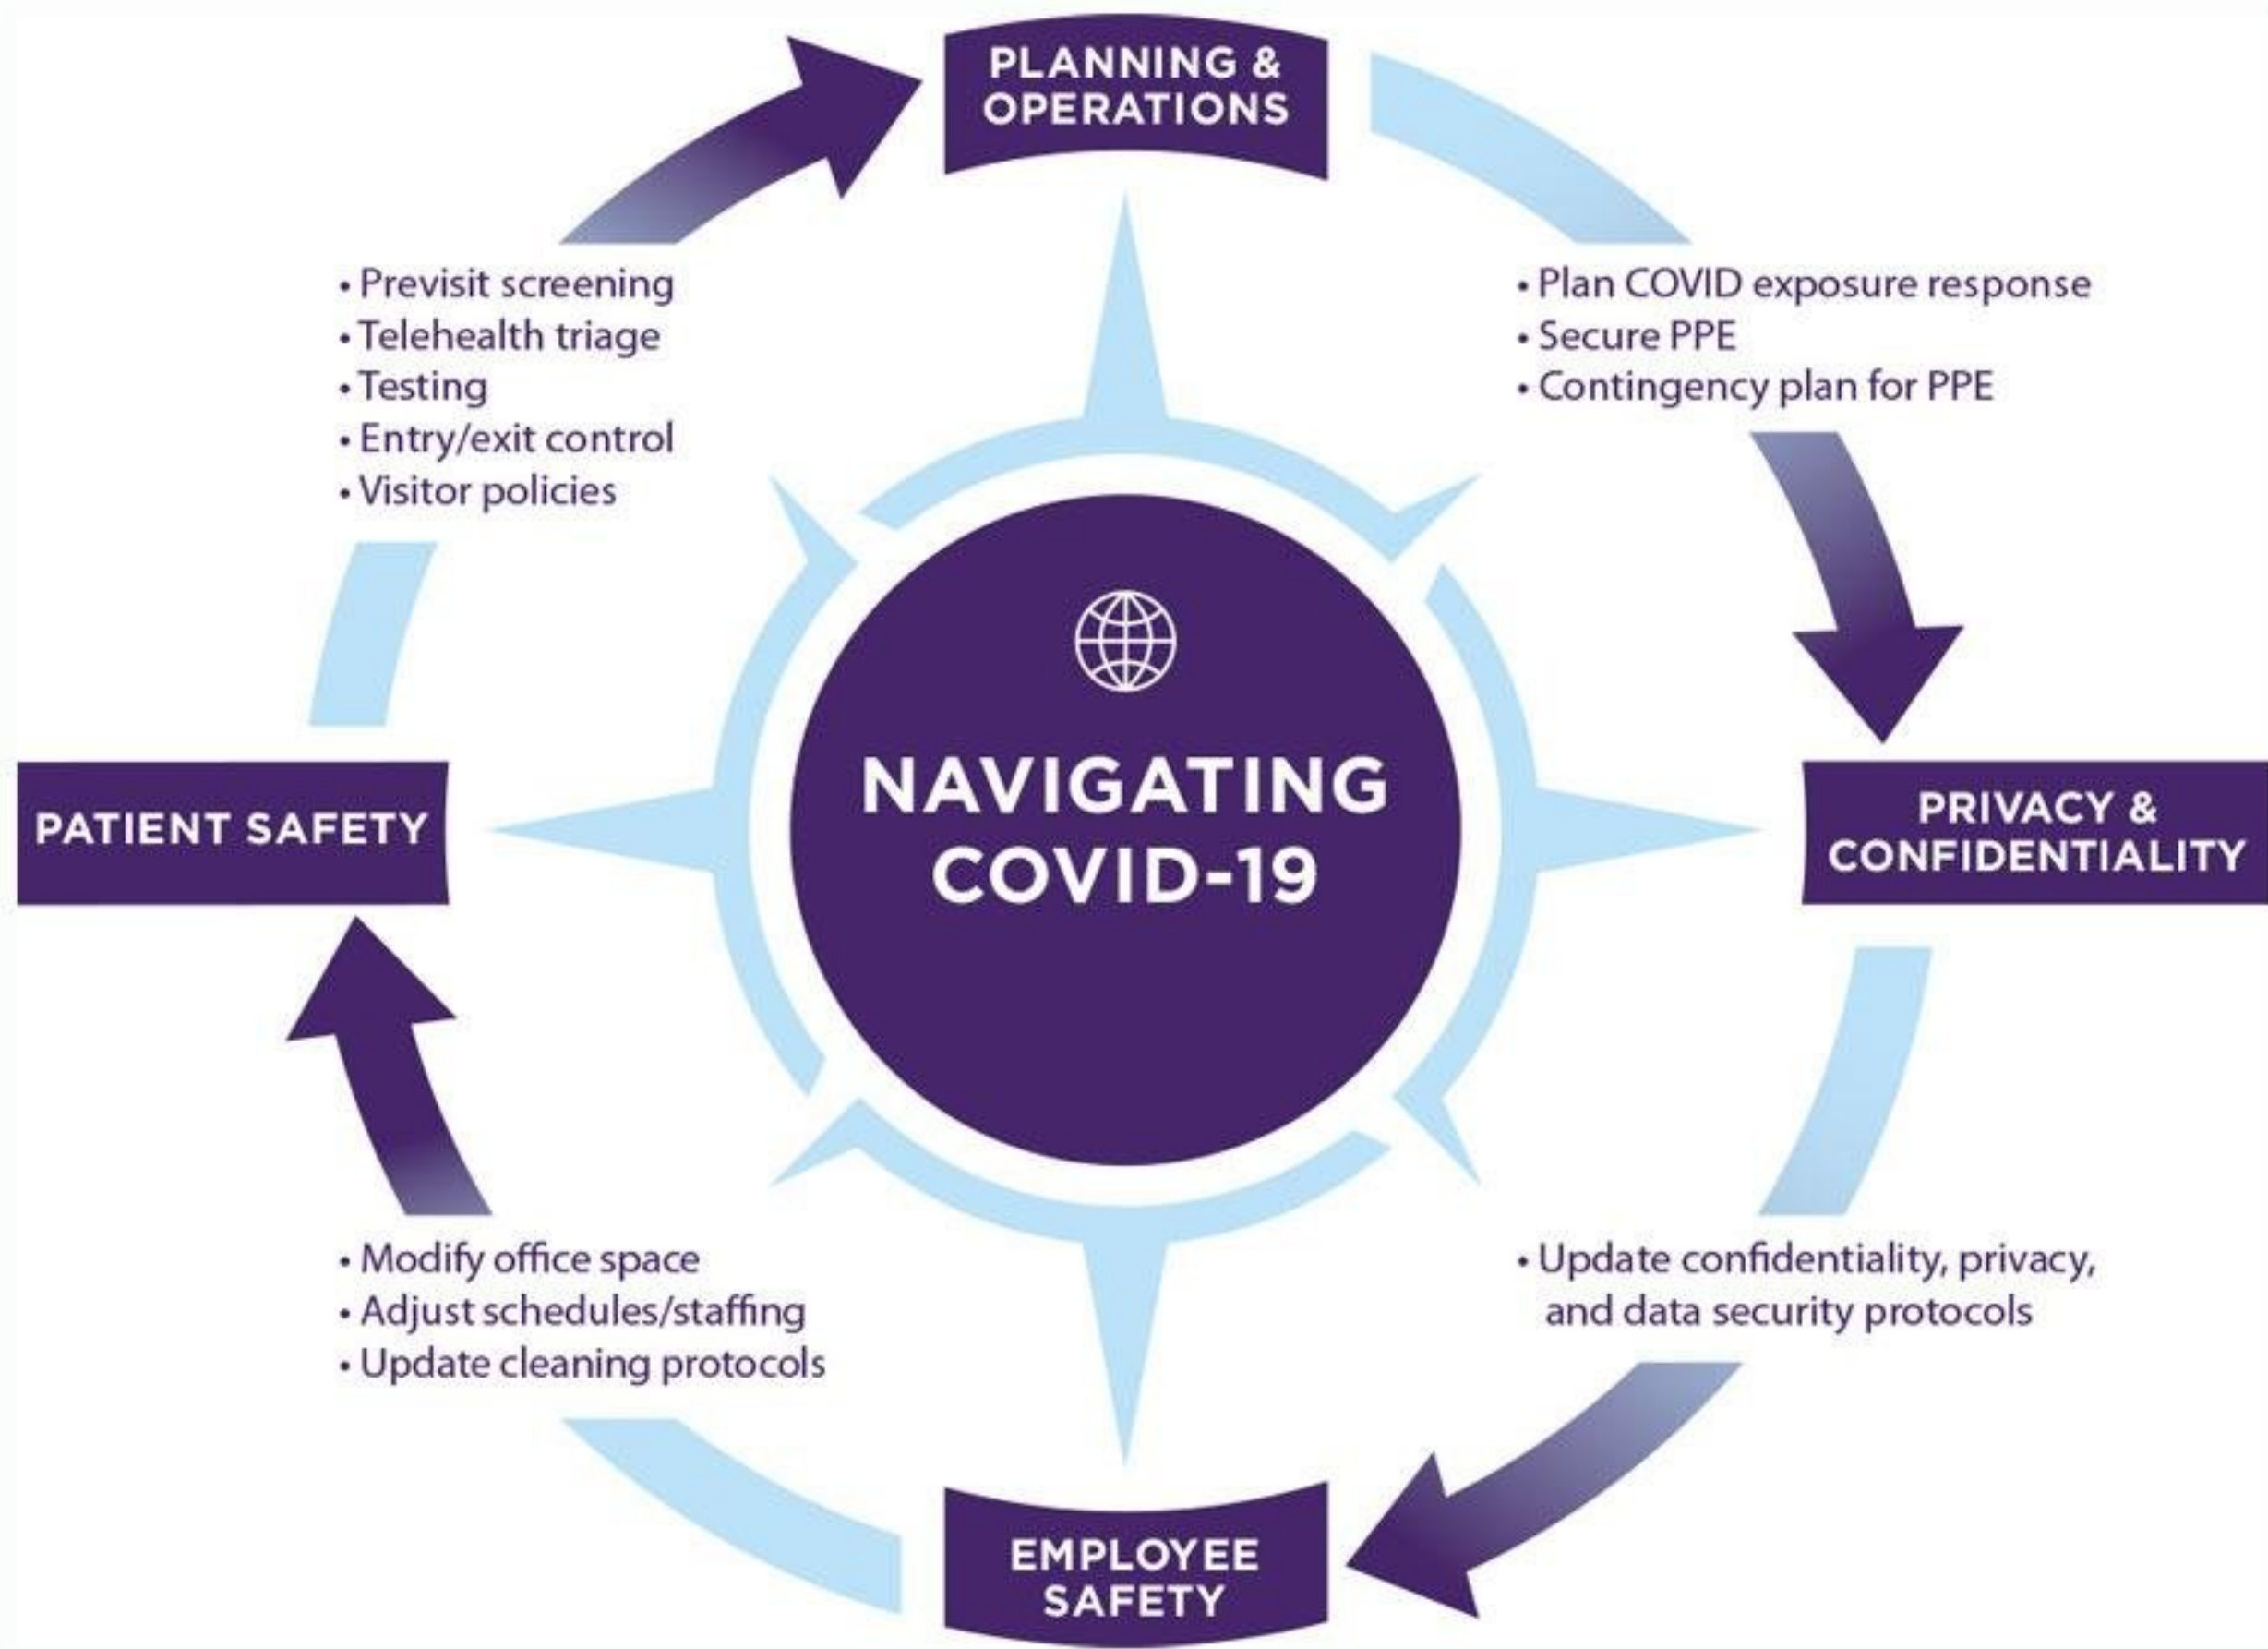 PLANNING &
OPERATIONS
• Previsit screening
• Telehealth triage
• Testing
• Entry/exit control
• Visitor policies
• Plan COVID exposure response
• Secure PPE
• Contingency plan for PPE
NAVIGATING
COVID-19
PATIENT SAFETY
PRIVACY &
CONFIDENTIALITY
• Modify office space
• Adjust schedules/staffing
• Update cleaning protocols
• Update confidentiality, privacy,
and data security protocols
EMPLOYEE
SAFETY